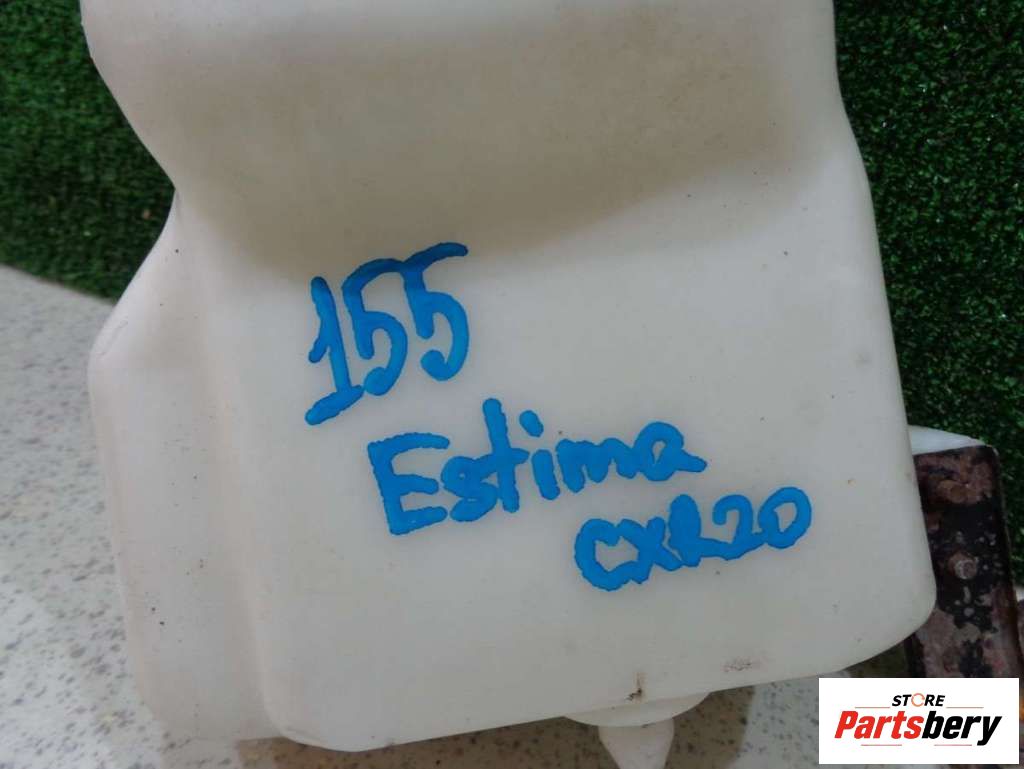 155
Estima
CXR20
STORE
Partsbery